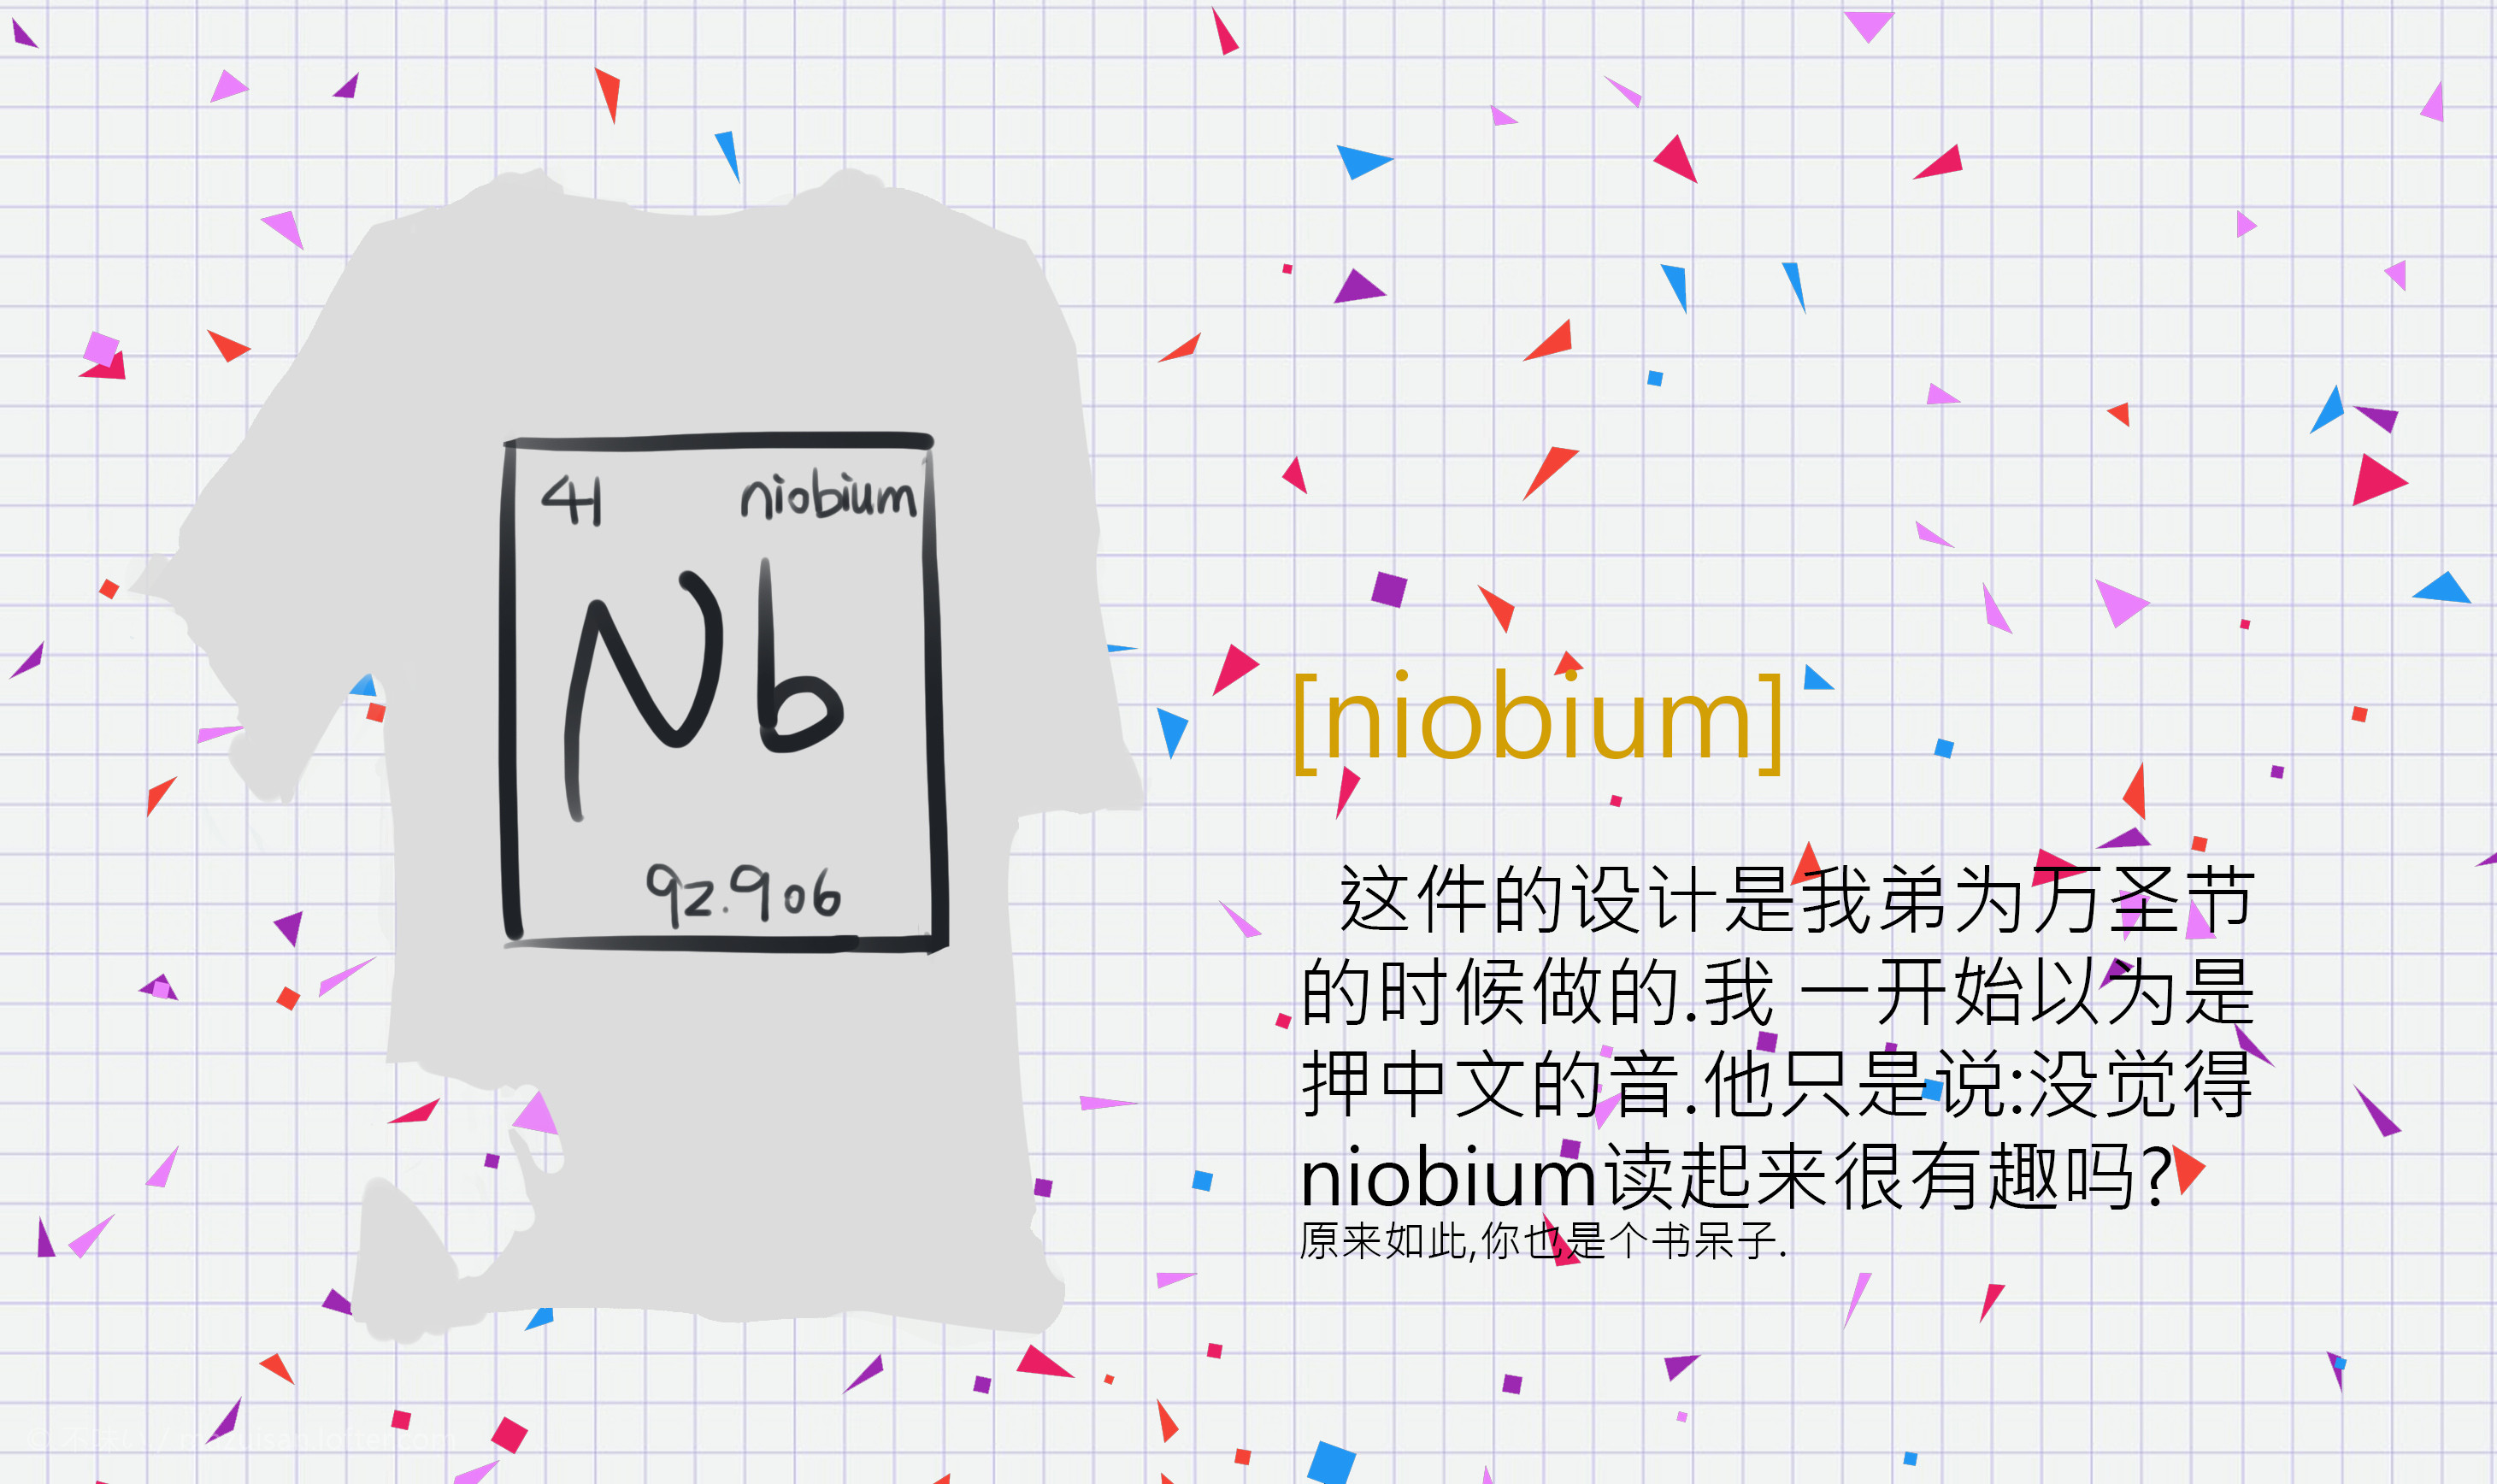 41 niobium
Nb
92.906
[niobium]
这件的设计是我弟为万圣节
的时候做的.我 一开始以为是
押中文的音.他只是说:没觉得
niobium读起来很有趣吗?
原来如此,你也是个书呆子.